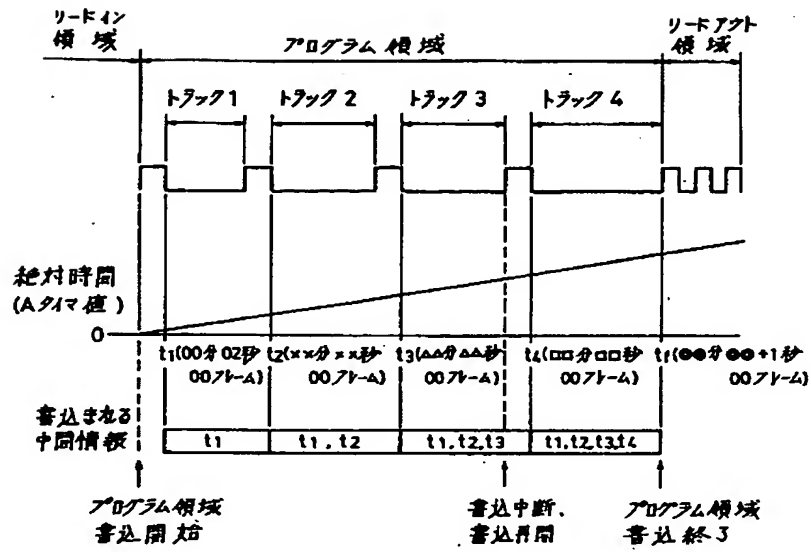 リードイン
領域
プログラム領域
リードアウト
領域
トラック1
トラック2
トラック3
トラック4
絶対時間
(Aタイマ値)
0
t1(00分02秒
00フレーム)
t2(××分××秒
00フレーム)
t3(△△分△△秒
00フレーム)
t4(□□分□□秒
00フレーム)
tf(◎◎分◎◎+1秒
00フレーム)
書込される
中間情報
t1
t1,t2
t1,t2,t3
t1,t2,t3,t4
プログラム領域
書込開始
書込中断、
書込再開
プログラム領域
書込終了